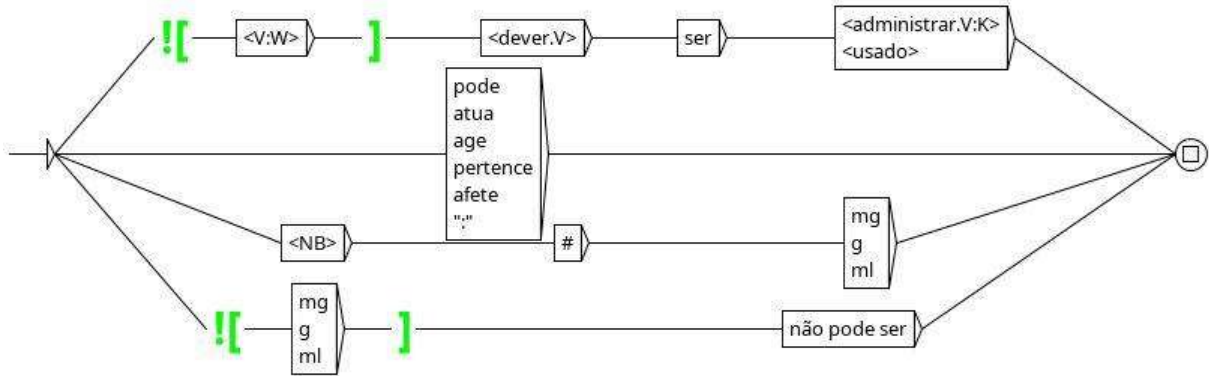 ![ <V:W> ] <dever.V> ser <administrar.V:K>
<usado>
pode
atua
age
pertence
afete
":"
<NB> # mg
g
ml
![ mg ] não pode ser
g
ml